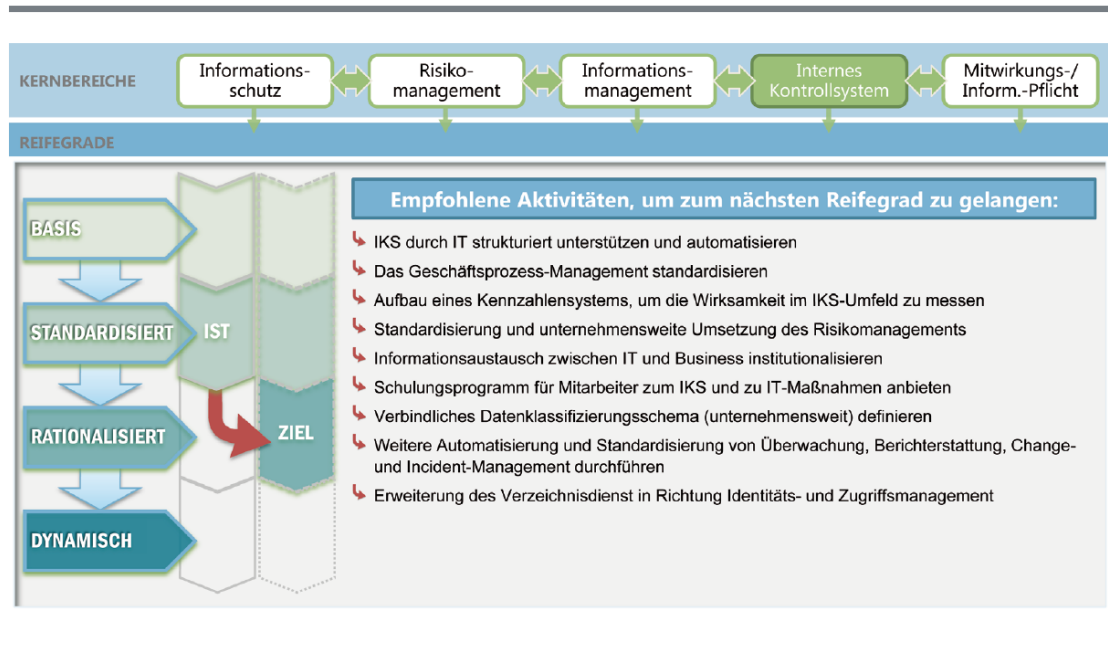 KERNBEREICHE
Informations-
schutz
Risiko-
management
Informations-
management
Internes
Kontrollsystem
Mitwirkungs-/
Inform.-Pflicht
REIFEGRADE
BASIS
STANDARDISIERT
RATIONALISIERT
DYNAMISCH
IST
ZIEL
Empfohlene Aktivitäten, um zum nächsten Reifegrad zu gelangen:
IKS durch IT strukturiert unterstützen und automatisieren
Das Geschäftsprozess-Management standardisieren
Aufbau eines Kennzahlensystems, um die Wirksamkeit im IKS-Umfeld zu messen
Standardisierung und unternehmensweite Umsetzung des Risikomanagements
Informationsaustausch zwischen IT und Business institutionalisieren
Schulungsprogramm für Mitarbeiter zum IKS und zu IT-Maßnahmen anbieten
Verbindliches Datenklassifizierungsschema (unternehmensweit) definieren
Weitere Automatisierung und Standardisierung von Überwachung, Berichterstattung, Change-
und Incident-Management durchführen
Erweiterung des Verzeichnisdienst in Richtung Identitäts- und Zugriffsmanagement